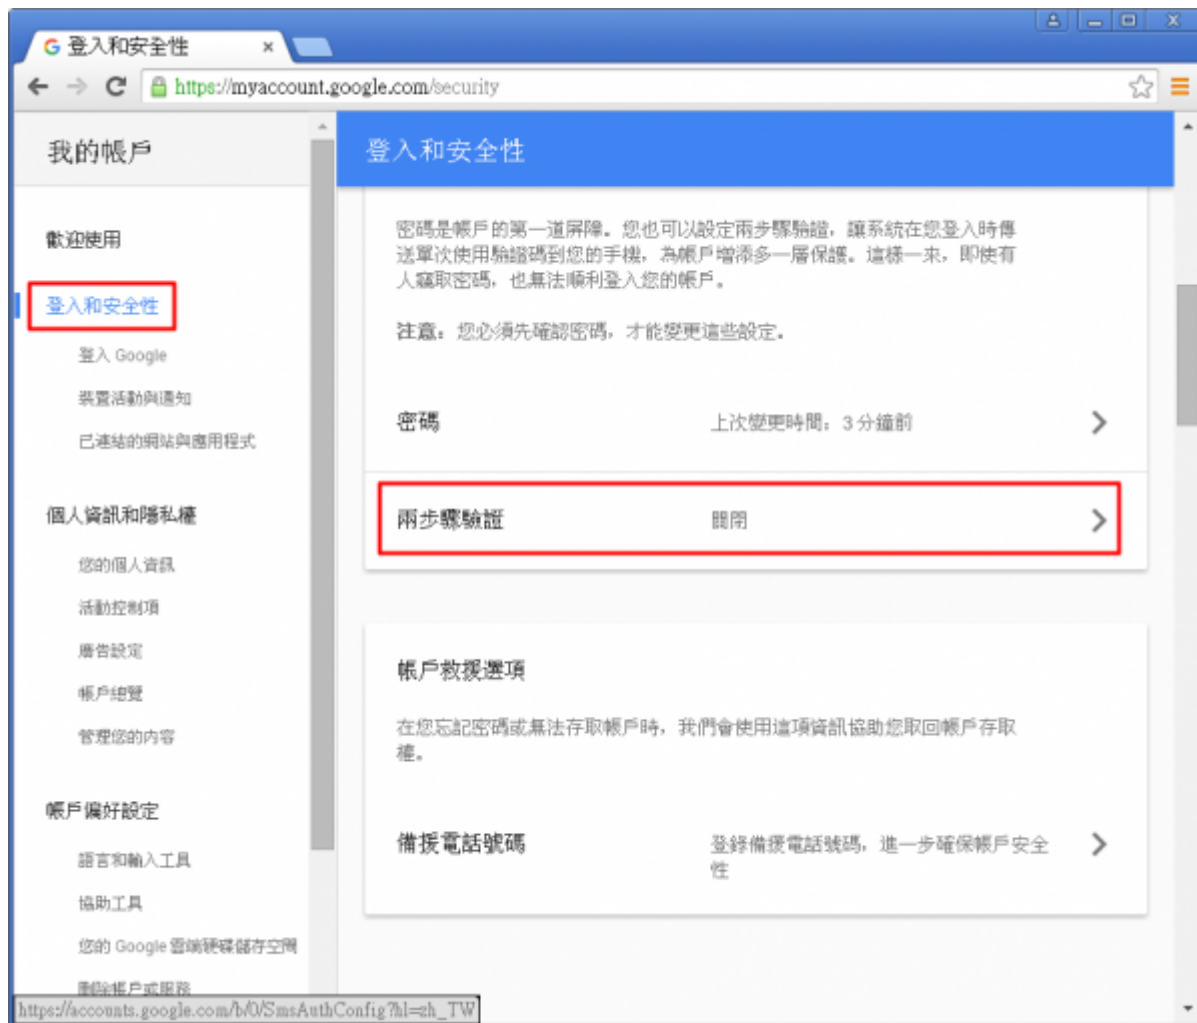 登入和安全性
https://myaccount.google.com/security
我的帳戶
歡迎使用
登入和安全性
登入 Google
裝置活動與通知
已連結的網站與應用程式
個人資訊和隱私權
您的個人資訊
活動控制項
廣告設定
帳戶總覽
管理您的內容
帳戶偏好設定
語言和輸入工具
協助工具
您的 Google 雲端硬碟儲存空間
刪除帳戶或服務
https://accounts.google.com/b/0/SmsAuthConfig?hl=zh_TW
登入和安全性
密碼是帳戶的第一道屏障。您也可以設定兩步驟驗證，讓系統在您登入時傳
送單次使用驗證碼到您的手機，為帳戶增添多一層保護。這樣一來，即使有
人竊取密碼，也無法順利登入您的帳戶。
注意：您必須先確認密碼，才能變更這些設定。
密碼 上次變更時間：3 分鐘前
兩步驟驗證 關閉
帳戶救援選項
在您忘記密碼或無法存取帳戶時，我們會使用這項資訊協助您取回帳戶存取
權。
備援電話號碼 登錄備援電話號碼，進一步確保帳戶安全
性